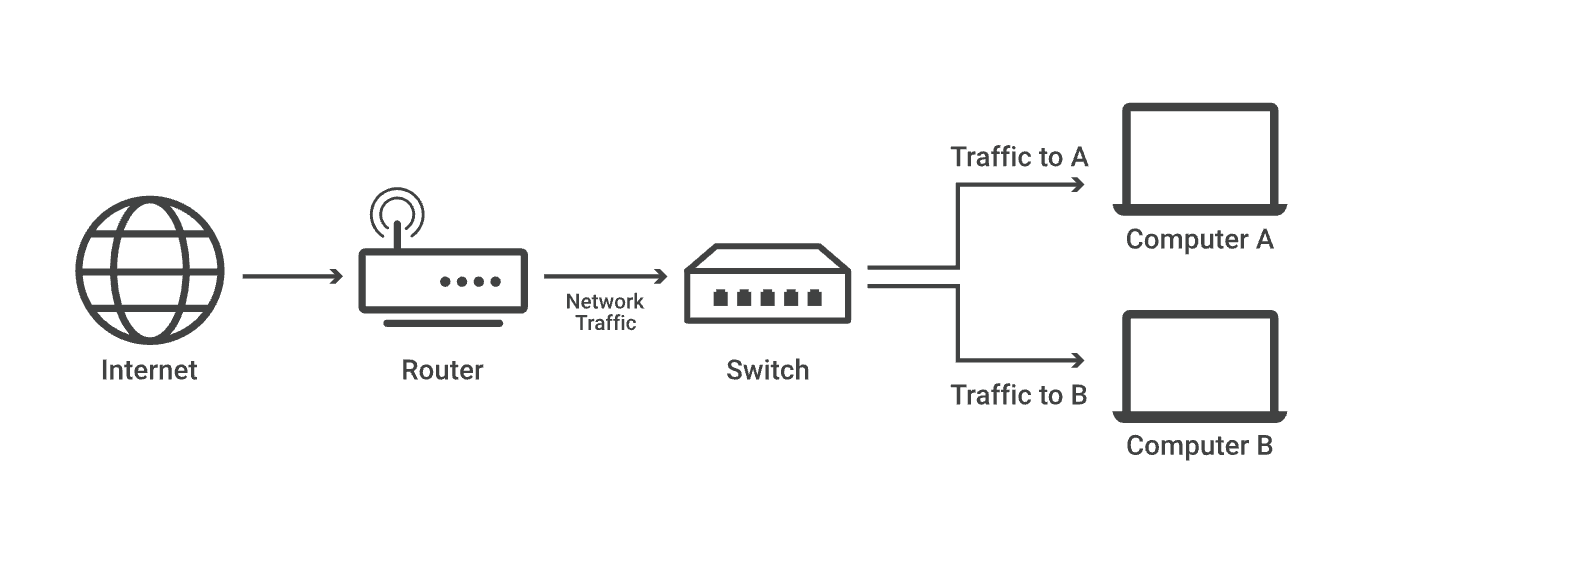 Internet
Router
Network
Traffic
Switch
Traffic to A
Computer A
Traffic to B
Computer B